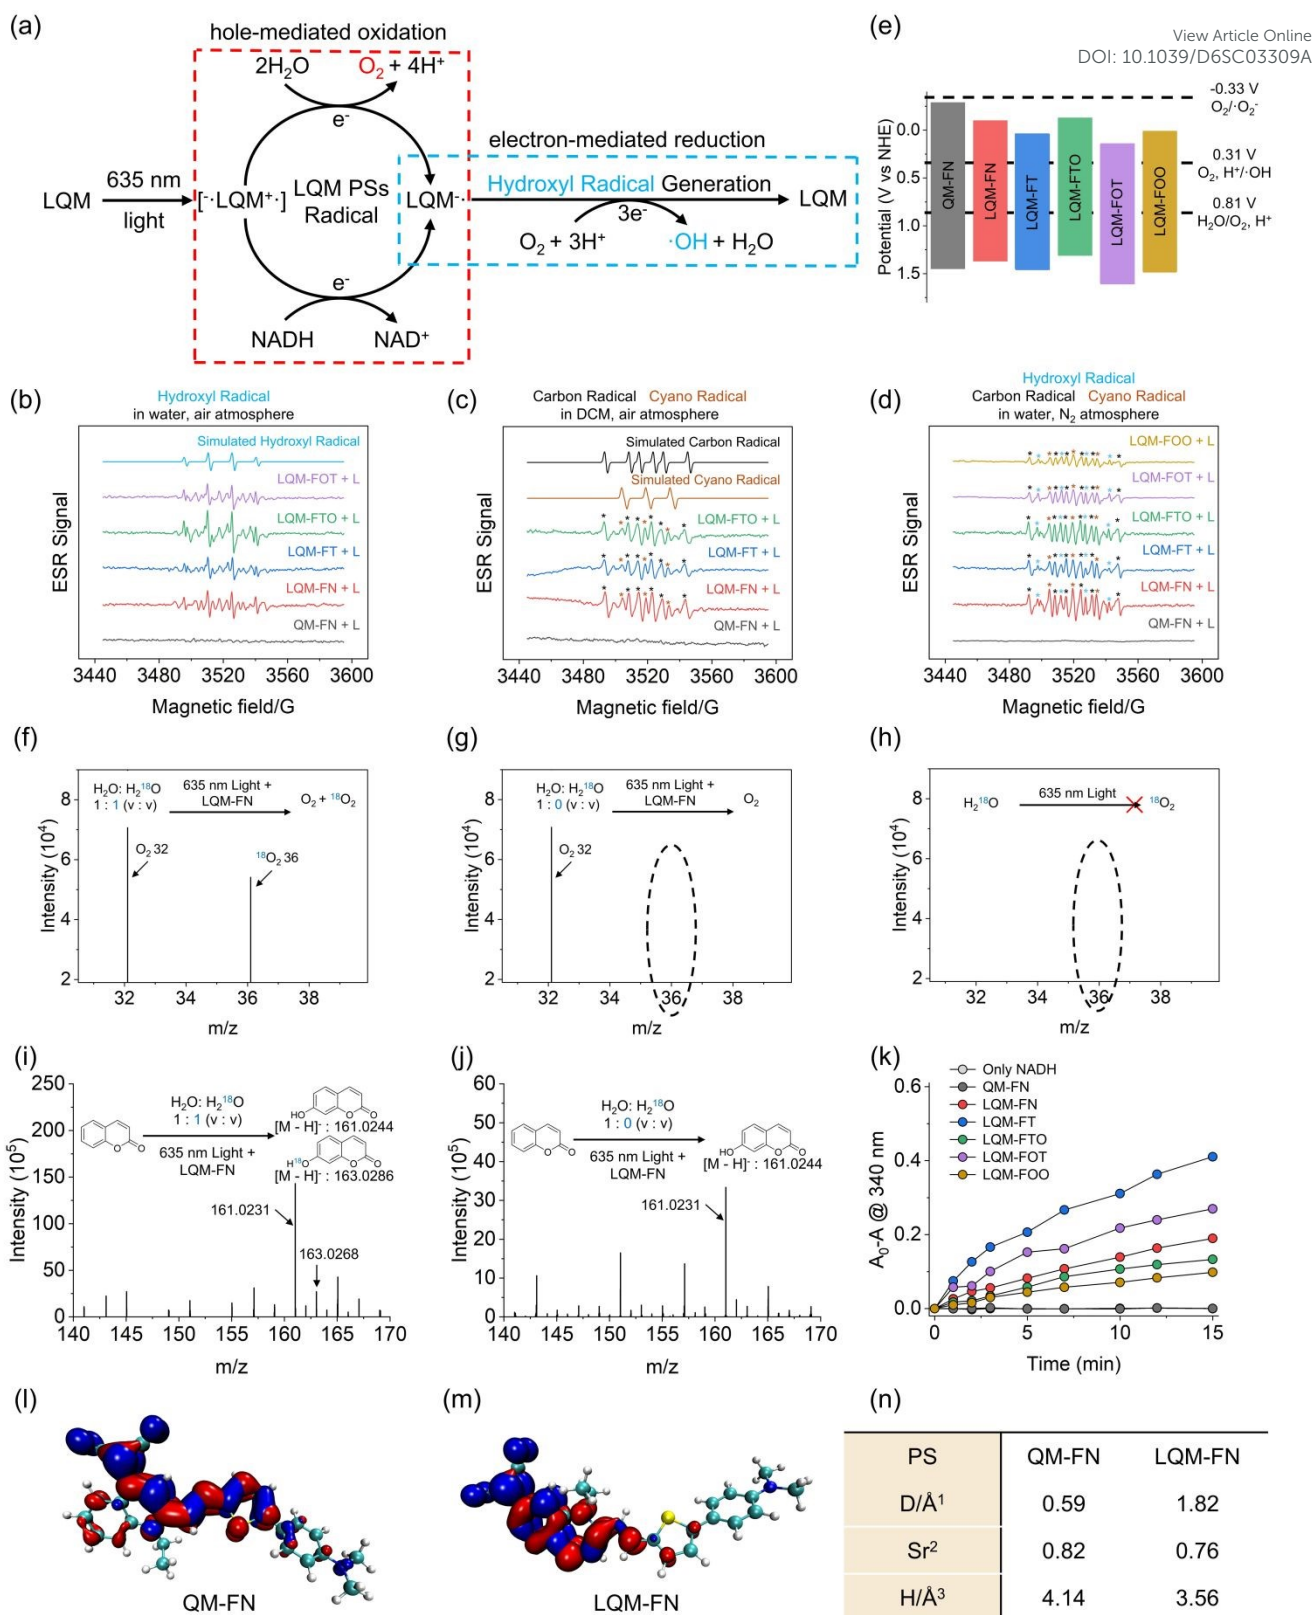 View Article Online
DOI: 10.1039/D6SC03309A
(a)
hole-mediated oxidation
2H₂O
O₂ + 4H⁺
e⁻
635 nm
light
LQM
[⁻·LQM⁺·]
LQM PSs
Radical
LQM⁻·
e⁻
NADH
NAD⁺
electron-mediated reduction
Hydroxyl Radical Generation
3e⁻
O₂ + 3H⁺
·OH + H₂O
LQM
(e)
Potential (V vs NHE)
0.0
0.5
1.0
1.5
QM-FN
LQM-FN
LQM-FT
LQM-FTO
LQM-FOT
LQM-FOO
-0.33 V
O₂/·O₂⁻
0.31 V
O₂, H⁺/·OH
0.81 V
H₂O/O₂, H⁺
(b)
Hydroxyl Radical
in water, air atmosphere
ESR Signal
Simulated Hydroxyl Radical
LQM-FOT + L
LQM-FTO + L
LQM-FT + L
LQM-FN + L
QM-FN + L
3440 3480 3520 3560 3600
Magnetic field/G
(c)
Carbon Radical Cyano Radical
in DCM, air atmosphere
ESR Signal
Simulated Carbon Radical
Simulated Cyano Radical
LQM-FTO + L
LQM-FT + L
LQM-FN + L
QM-FN + L
3440 3480 3520 3560 3600
Magnetic field/G
(d)
Hydroxyl Radical
Carbon Radical Cyano Radical
in water, N₂ atmosphere
ESR Signal
LQM-FOO + L
LQM-FOT + L
LQM-FTO + L
LQM-FT + L
LQM-FN + L
QM-FN + L
3440 3480 3520 3560 3600
Magnetic field/G
(f)
Intensity (10⁴)
8
6
4
2
H₂O: H₂¹⁸O
1 : 1 (v : v)
635 nm Light +
LQM-FN
O₂ + ¹⁸O₂
O₂ 32
¹⁸O₂ 36
32 34 36 38
m/z
(g)
Intensity (10⁴)
8
6
4
2
H₂O: H₂¹⁸O
1 : 0 (v : v)
635 nm Light +
LQM-FN
O₂
O₂ 32
32 34 36 38
m/z
(h)
Intensity (10⁴)
8
6
4
2
H₂¹⁸O
635 nm Light
¹⁸O₂
32 34 36 38
m/z
(i)
Intensity (10⁵)
250
200
150
100
50
0
H₂O: H₂¹⁸O
1 : 1 (v : v)
635 nm Light +
LQM-FN
O
O
HO
O
O
[M - H]⁻ : 161.0244
H¹⁸O
O
O
[M - H]⁻ : 163.0286
161.0231
163.0268
140 145 150 155 160 165 170
m/z
(j)
Intensity (10⁵)
60
50
40
30
20
10
0
H₂O: H₂¹⁸O
1 : 0 (v : v)
635 nm Light +
LQM-FN
O
O
HO
O
O
[M - H]⁻ : 161.0244
161.0231
140 145 150 155 160 165 170
m/z
(k)
A₀-A @ 340 nm
0.6
0.4
0.2
0.0
Only NADH
QM-FN
LQM-FN
LQM-FT
LQM-FTO
LQM-FOT
LQM-FOO
0 5 10 15
Time (min)
(l)
QM-FN
(m)
LQM-FN
(n)
PS QM-FN LQM-FN
D/Å¹ 0.59 1.82
Sr² 0.82 0.76
H/Å³ 4.14 3.56